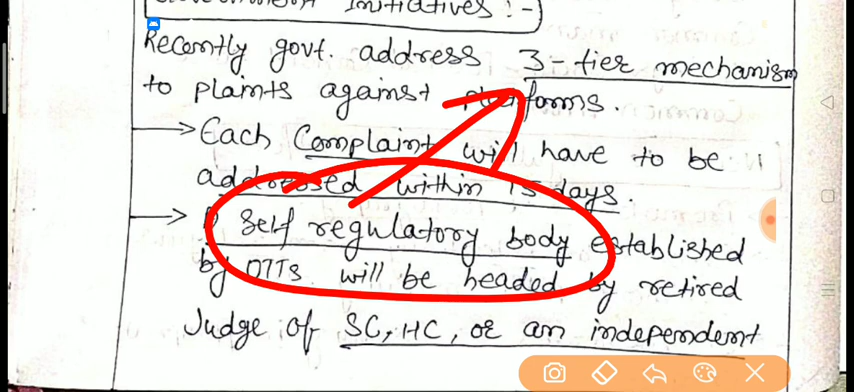 Government Initiatives :-
Recently govt. address 3-tier mechanism
to plaints against platforms.
→ Each Complaint will have to be
addressed within 15 days.
→ A Self regulatory body established
by OTTs will be headed by retired
Judge of SC, HC, or an independent